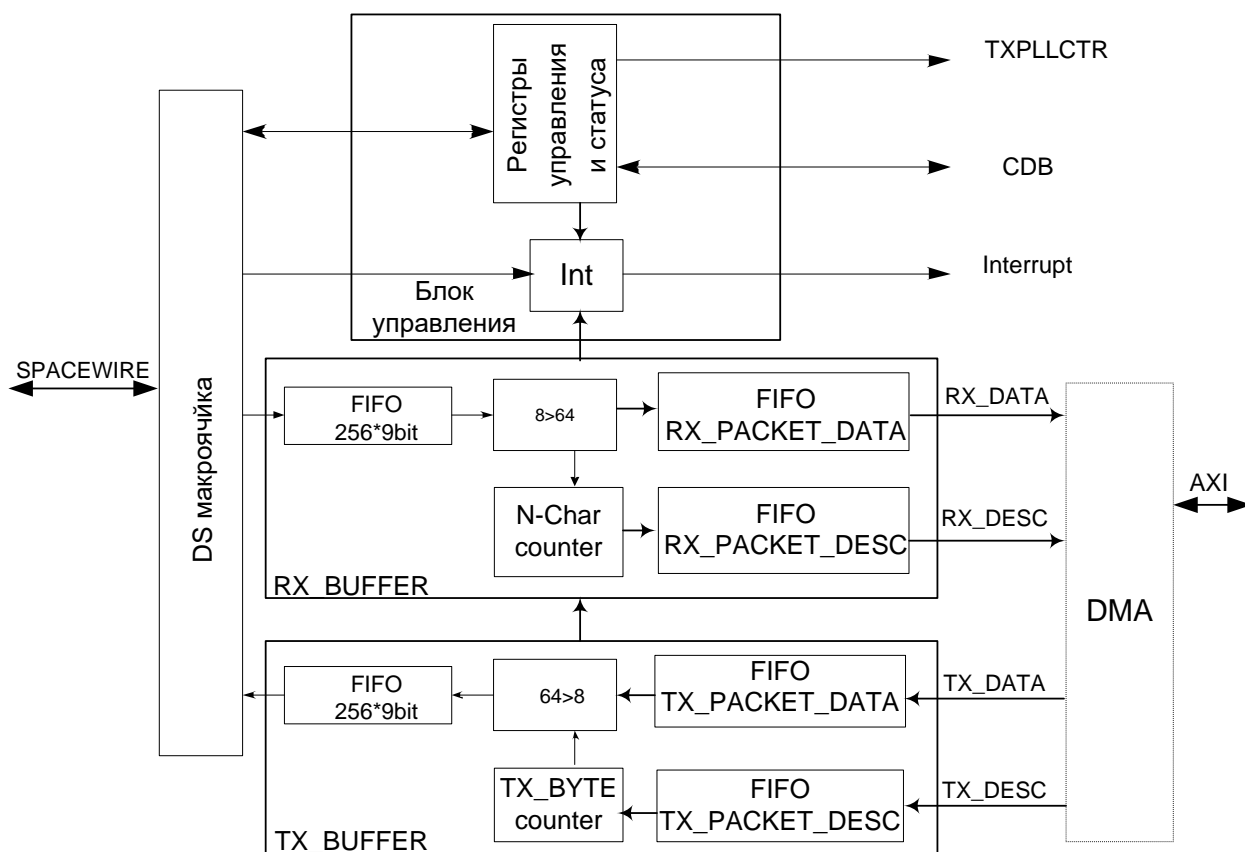 Регистры
управления
и статуса
TXPLLCTR
CDB
Int
Interrupt
Блок
управления
SPACEWIRE
DS макроячйка
FIFO
256*9bit
8>64
FIFO
RX_PACKET_DATA
RX_DATA
N-Char
counter
FIFO
RX_PACKET_DESC
RX_DESC
RX_BUFFER
AXI
DMA
FIFO
256*9bit
64>8
FIFO
TX_PACKET_DATA
TX_DATA
TX_BYTE
counter
FIFO
TX_PACKET_DESC
TX_DESC
TX_BUFFER